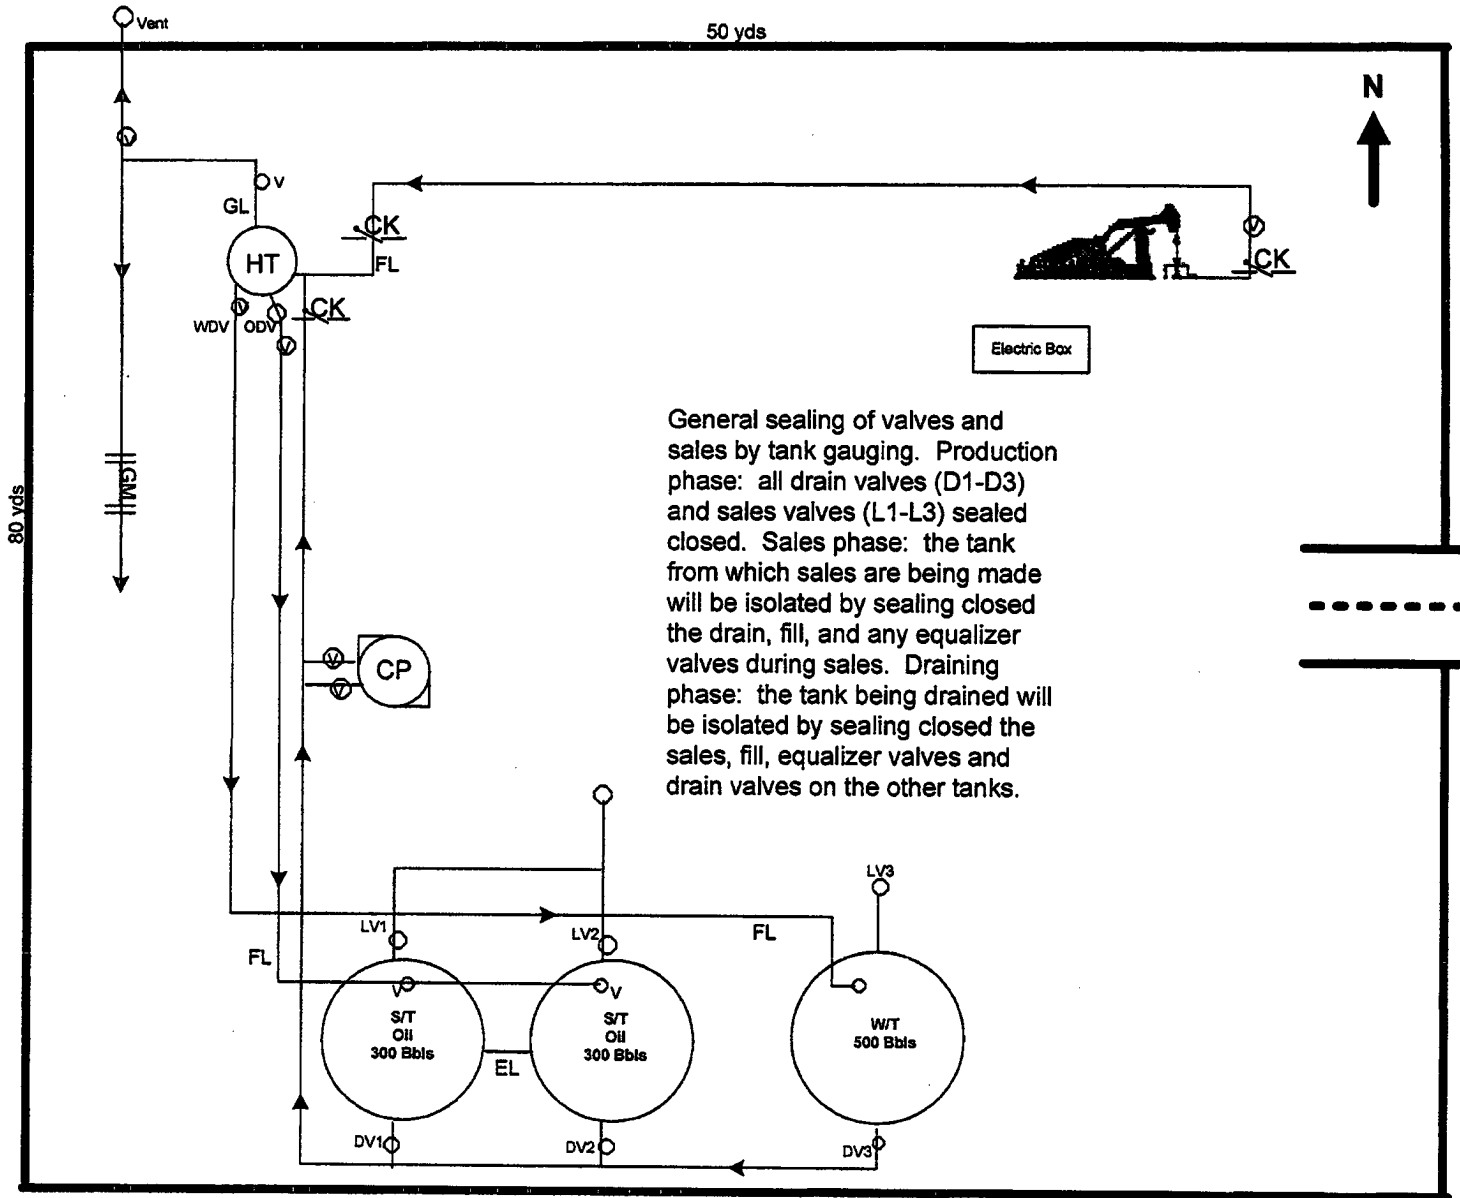 Vent
50 yds
N
V
V
GL
CK
V
HT
FL
CK
V
CK
WDV ODV
V
Electric Box
General sealing of valves and
sales by tank gauging. Production
phase: all drain valves (D1-D3)
and sales valves (L1-L3) sealed
closed. Sales phase: the tank
from which sales are being made
will be isolated by sealing closed
the drain, fill, and any equalizer
valves during sales. Draining
phase: the tank being drained will
be isolated by sealing closed the
sales, fill, equalizer valves and
drain valves on the other tanks.
GM
80 yds
V
CP
V
LV3
LV1
LV2
FL
FL
V
V
S/T
Oil
300 Bbls
S/T
Oil
300 Bbls
W/T
500 Bbls
EL
DV1
DV2
DV3